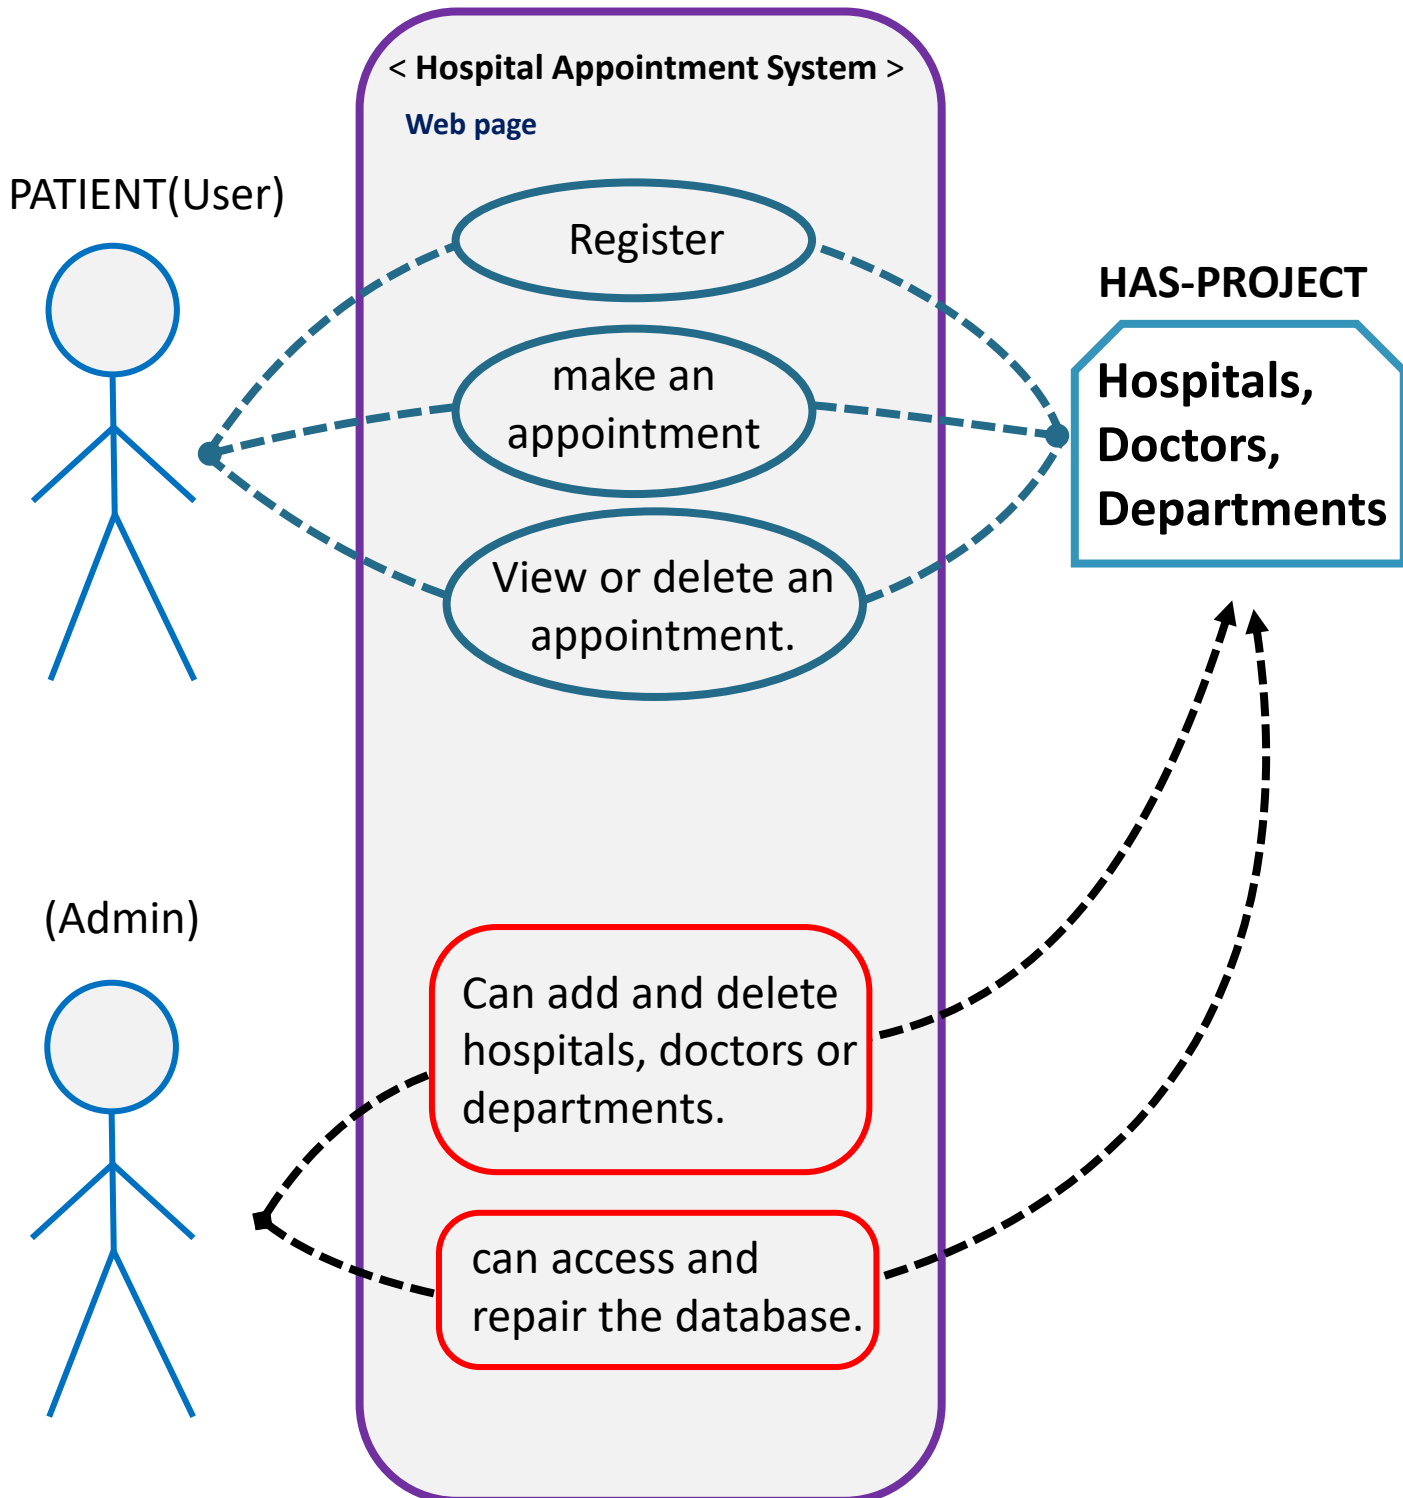 < Hospital Appointment System >
Web page
PATIENT(User)
Register
make an
appointment
View or delete an
appointment.
HAS-PROJECT
Hospitals,
Doctors,
Departments
(Admin)
Can add and delete
hospitals, doctors or
departments.
can access and
repair the database.